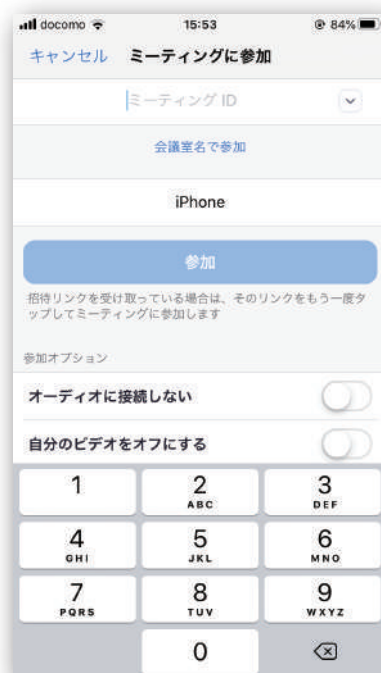 docomo 15:53 84%
キャンセル ミーティングに参加
ミーティング ID
会議室名で参加
iPhone
参加
招待リンクを受け取っている場合は、そのリンクをもう一度タ
ップしてミーティングに参加します
参加オプション
オーディオに接続しない
自分のビデオをオフにする
1 2 3
ABC DEF
4 5 6
GHI JKL MNO
7 8 9
PQRS TUV WXYZ
0